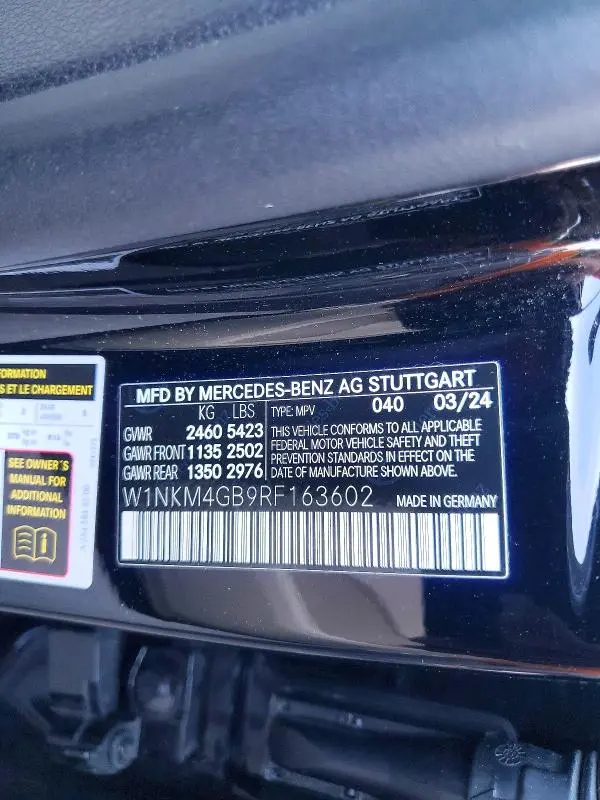 FORMATION
S ET LE CHARGEMENT
SEE OWNER'S
MANUAL FOR
ADDITIONAL
INFORMATION
MFD BY MERCEDES-BENZ AG STUTTGART
KG LBS TYPE: MPV 040 03/24
GVWR 2460 5423
GAWR FRONT 1135 2502
GAWR REAR 1350 2976
THIS VEHICLE CONFORMS TO ALL APPLICABLE
FEDERAL MOTOR VEHICLE SAFETY AND THEFT
PREVENTION STANDARDS IN EFFECT ON THE
DATE OF MANUFACTURE SHOWN ABOVE.
W1NKM4GB9RF163602 MADE IN GERMANY